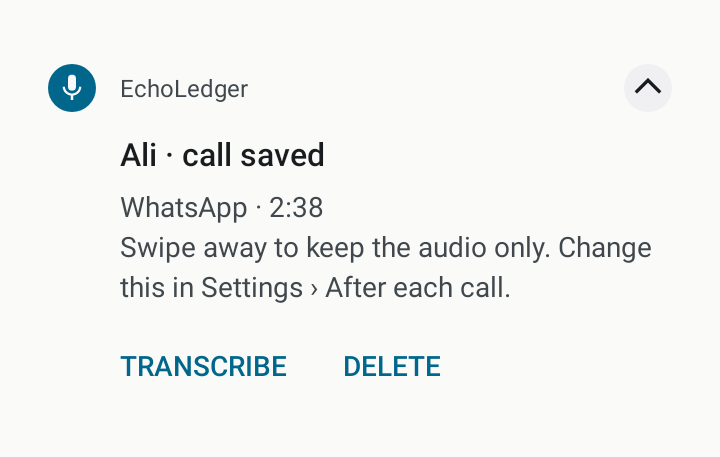 EchoLedger
Ali · call saved
WhatsApp · 2:38
Swipe away to keep the audio only. Change
this in Settings › After each call.
TRANSCRIBE DELETE